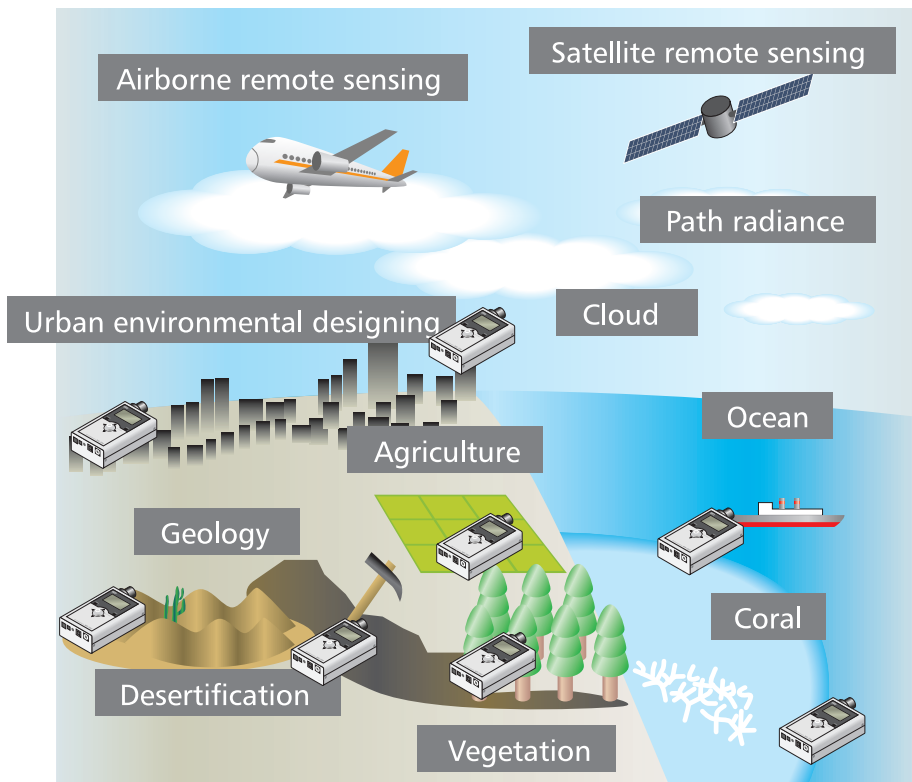 Satellite remote sensing
Airborne remote sensing
Path radiance
Urban environmental designing
Cloud
Ocean
Agriculture
Geology
Coral
Desertification
Vegetation